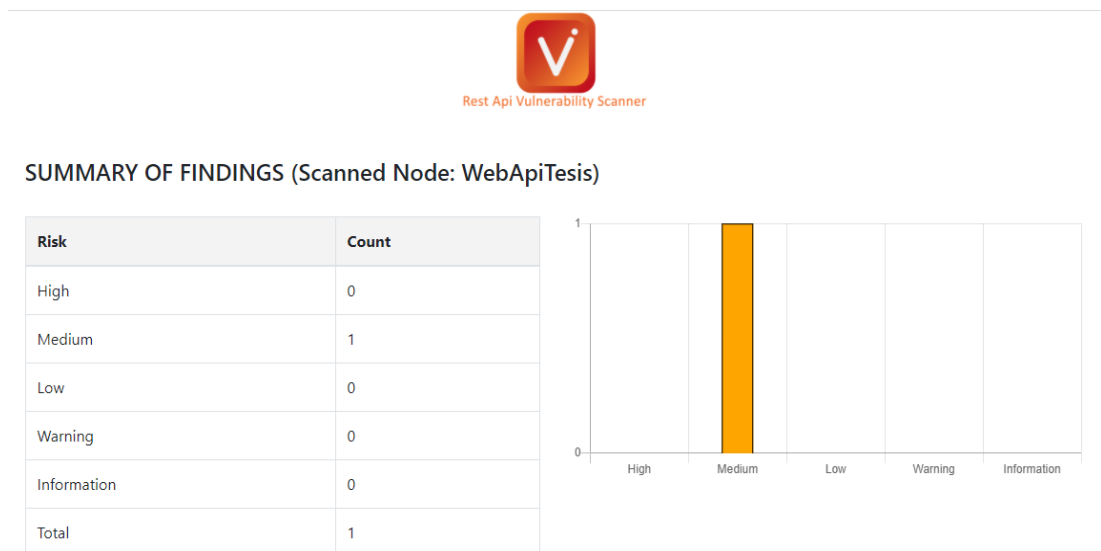 Vi
Rest Api Vulnerability Scanner
SUMMARY OF FINDINGS (Scanned Node: WebApiTesis)
Risk Count
High 0
Medium 1
Low 0
Warning 0
Information 0
Total 1
1
0
High Medium Low Warning Information